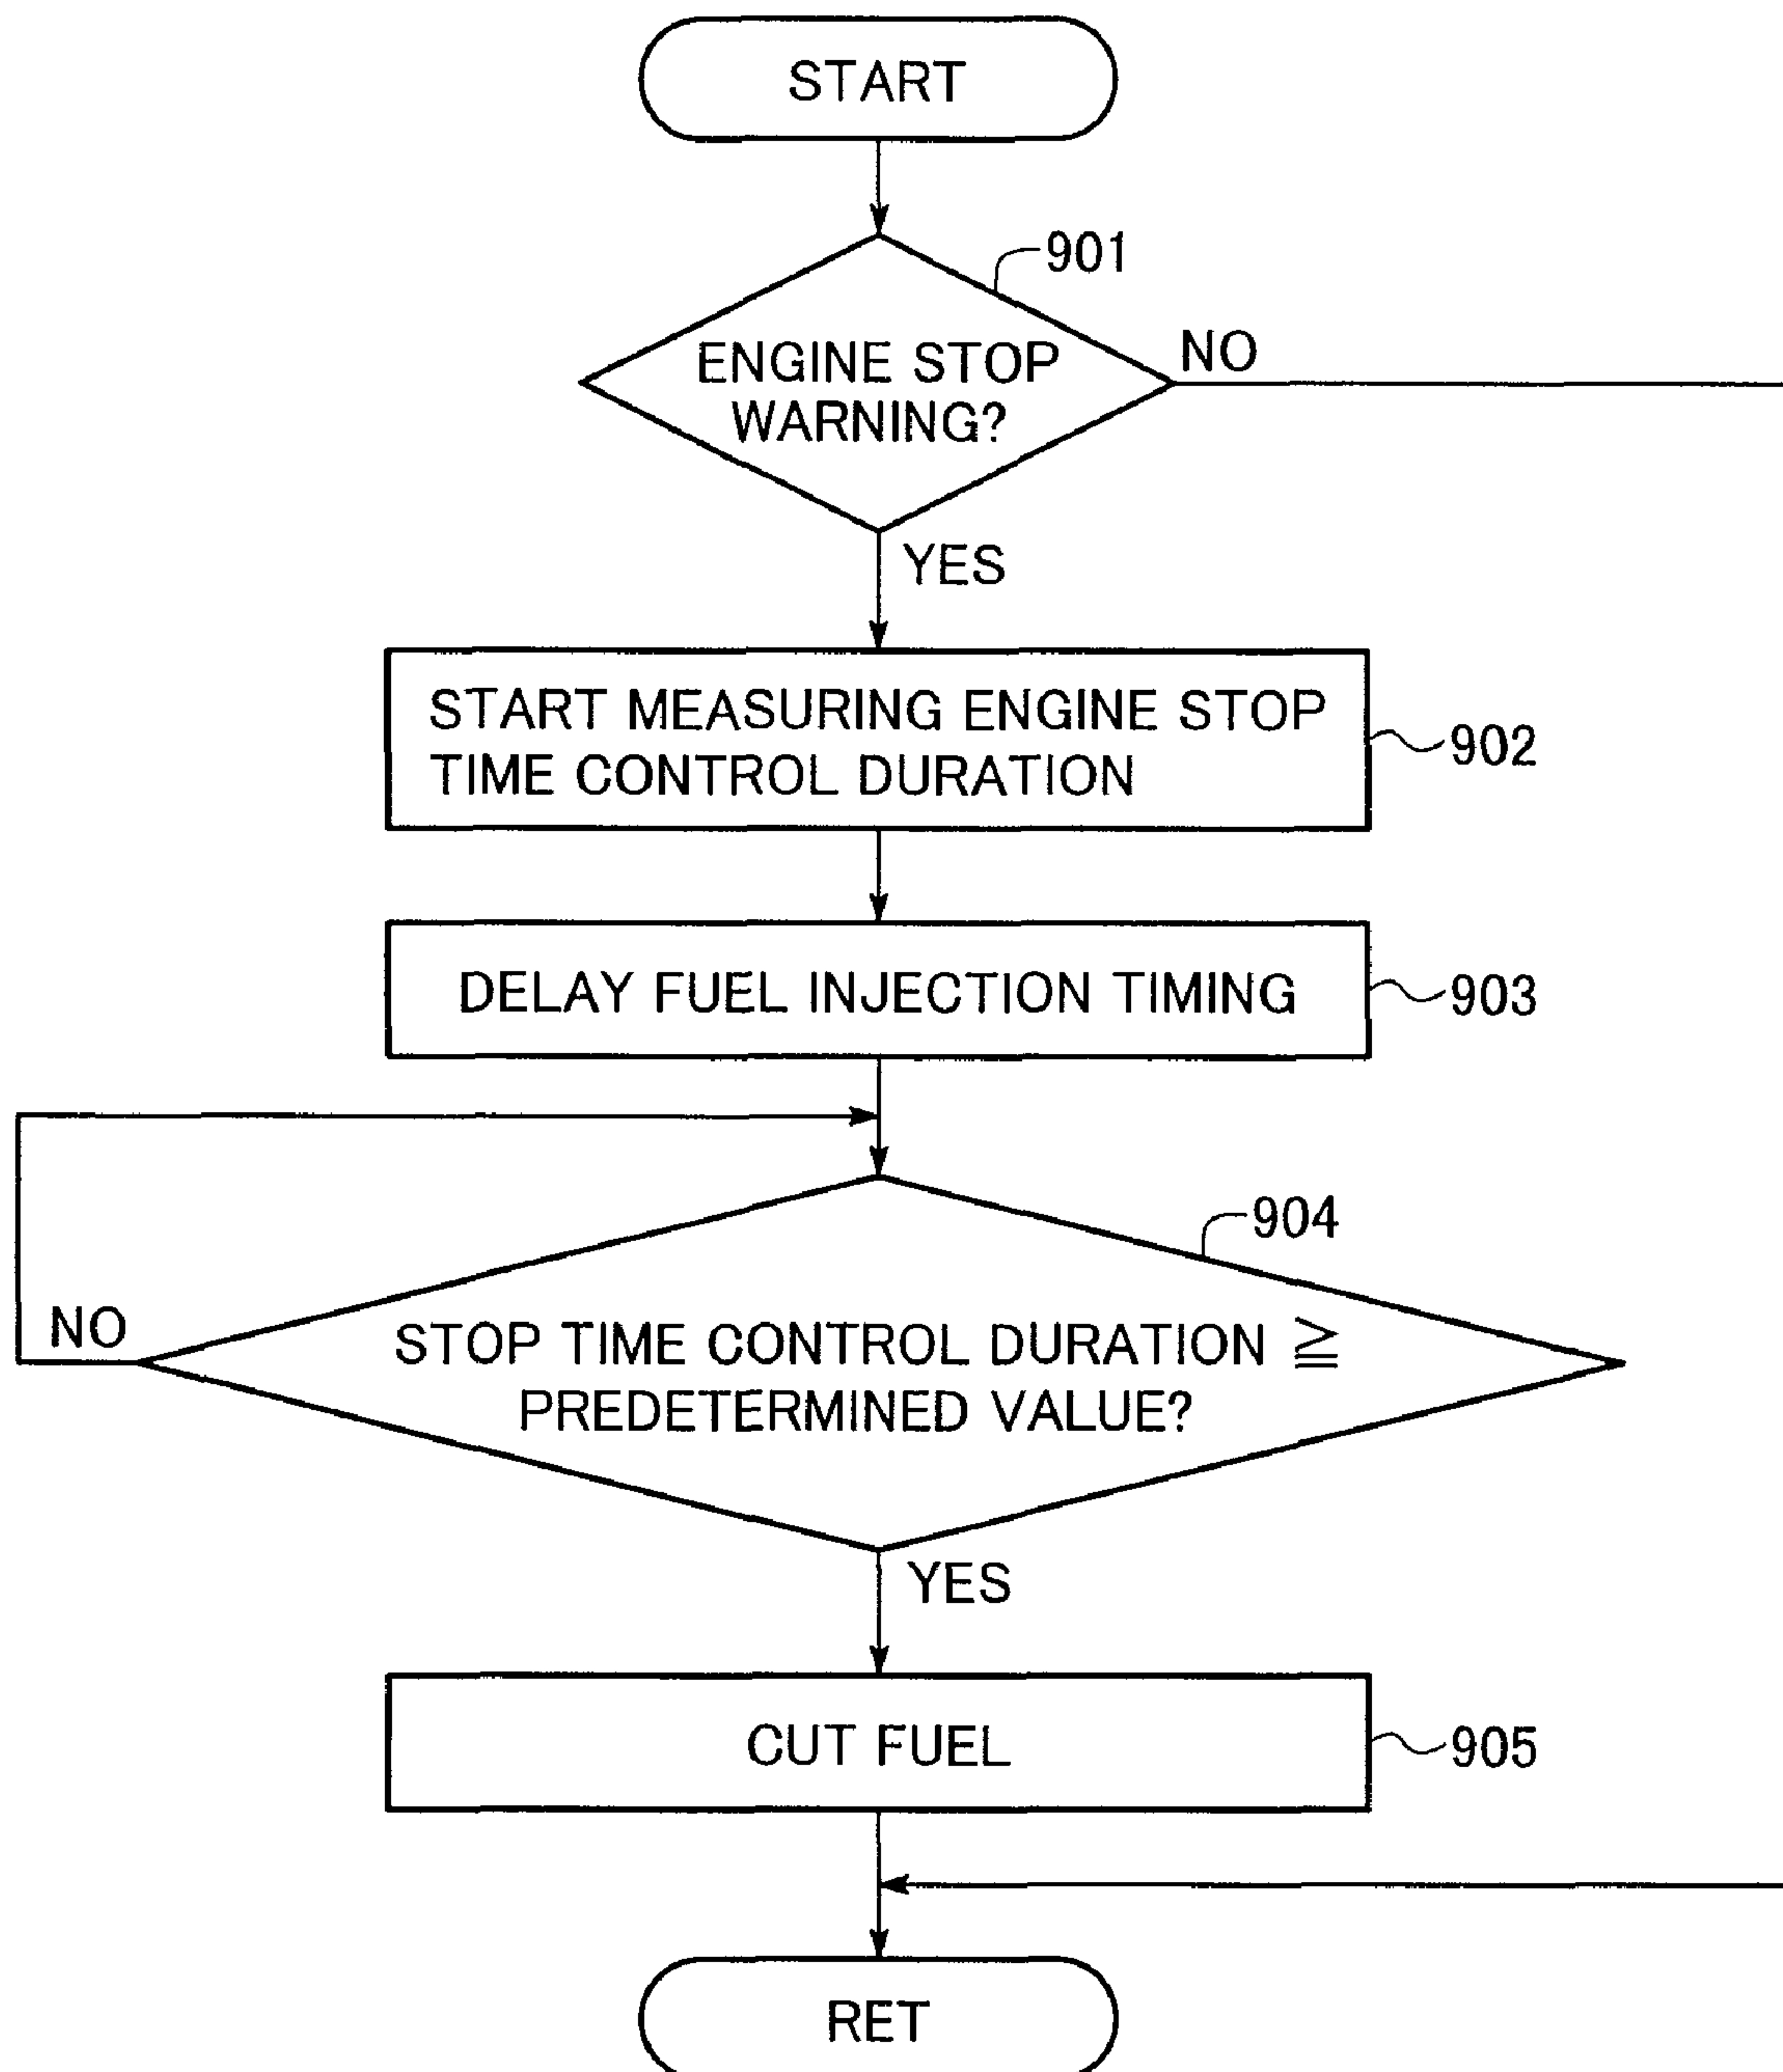 START
901
ENGINE STOP
WARNING?
NO
YES
START MEASURING ENGINE STOP
TIME CONTROL DURATION
902
DELAY FUEL INJECTION TIMING
903
904
NO
STOP TIME CONTROL DURATION ≧
PREDETERMINED VALUE?
YES
CUT FUEL
905
RET